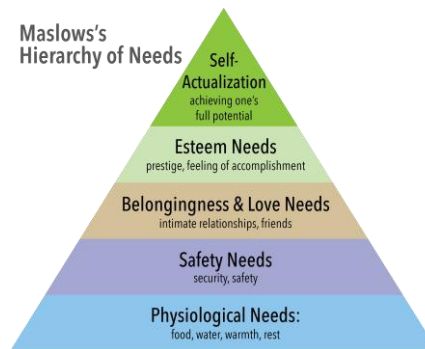 Maslows's
Hierarchy of Needs
Self-
Actualization
achieving one's
full potential
Esteem Needs
prestige, feeling of accomplishment
Belongingness & Love Needs
intimate relationships, friends
Safety Needs
security, safety
Physiological Needs:
food, water, warmth, rest